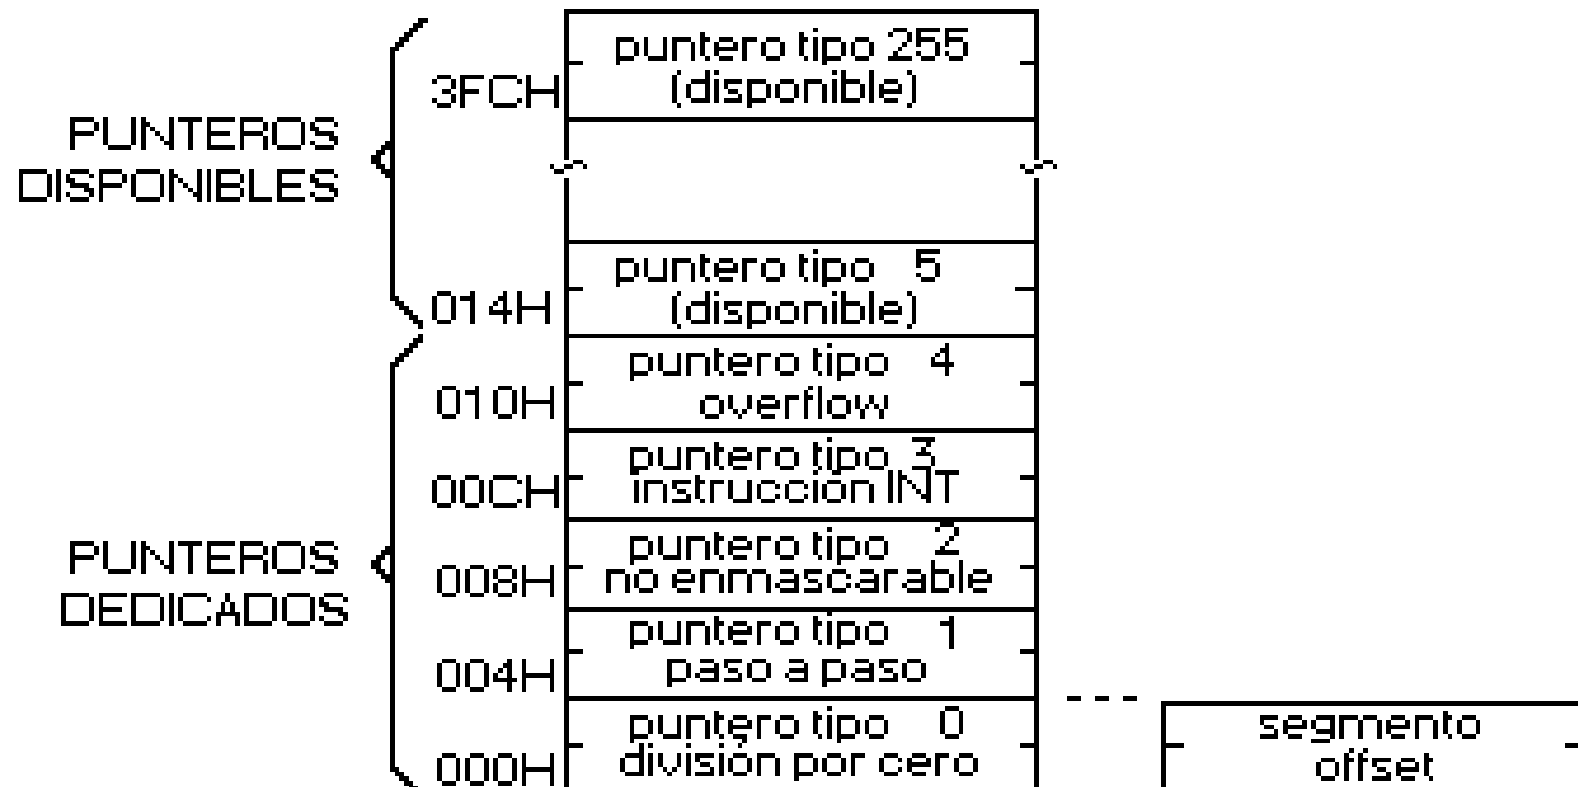 puntero tipo 255
3FCH (disponible)
PUNTEROS
DISPONIBLES
puntero tipo 5
014H (disponible)
puntero tipo 4
010H overflow
puntero tipo 3
00CH instrucción INT
puntero tipo 2
008H no enmascarable
PUNTEROS
DEDICADOS
puntero tipo 1
004H paso a paso
puntero tipo 0
000H división por cero
segmento
offset